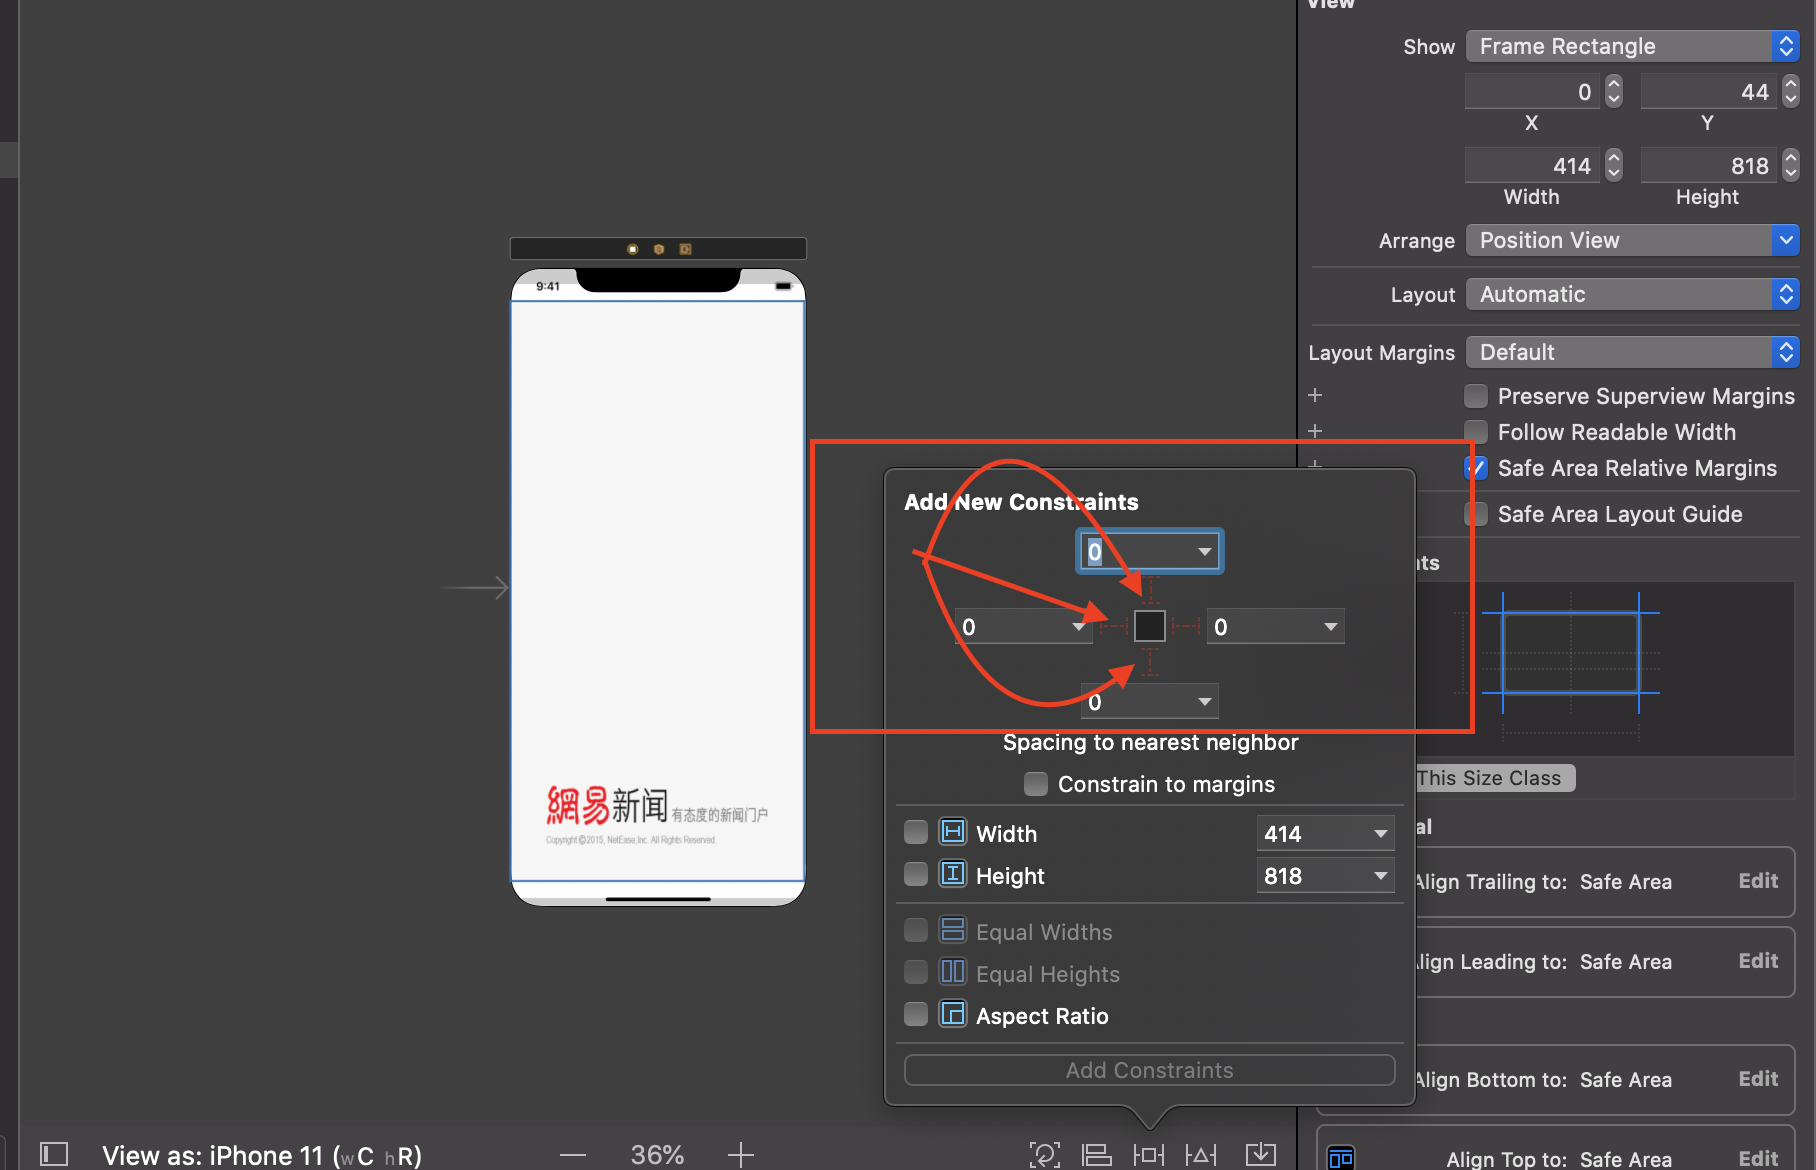 View
Show Frame Rectangle
0 44
X Y
414 818
Width Height
Arrange Position View
Layout Automatic
Layout Margins Default
Preserve Superview Margins
Follow Readable Width
Safe Area Relative Margins
Safe Area Layout Guide
nts
This Size Class
al
Align Trailing to: Safe Area Edit
Align Leading to: Safe Area Edit
Align Bottom to: Safe Area Edit
Align Top to: Safe Area Edit
9:41
網易新闻 有态度的新闻门户
Copyright©2015, NetEase,Inc. All Rights Reserved.
Add New Constraints
0
0 0
0
Spacing to nearest neighbor
Constrain to margins
Width 414
Height 818
Equal Widths
Equal Heights
Aspect Ratio
Add Constraints
View as: iPhone 11 (wC hR) — 36% +